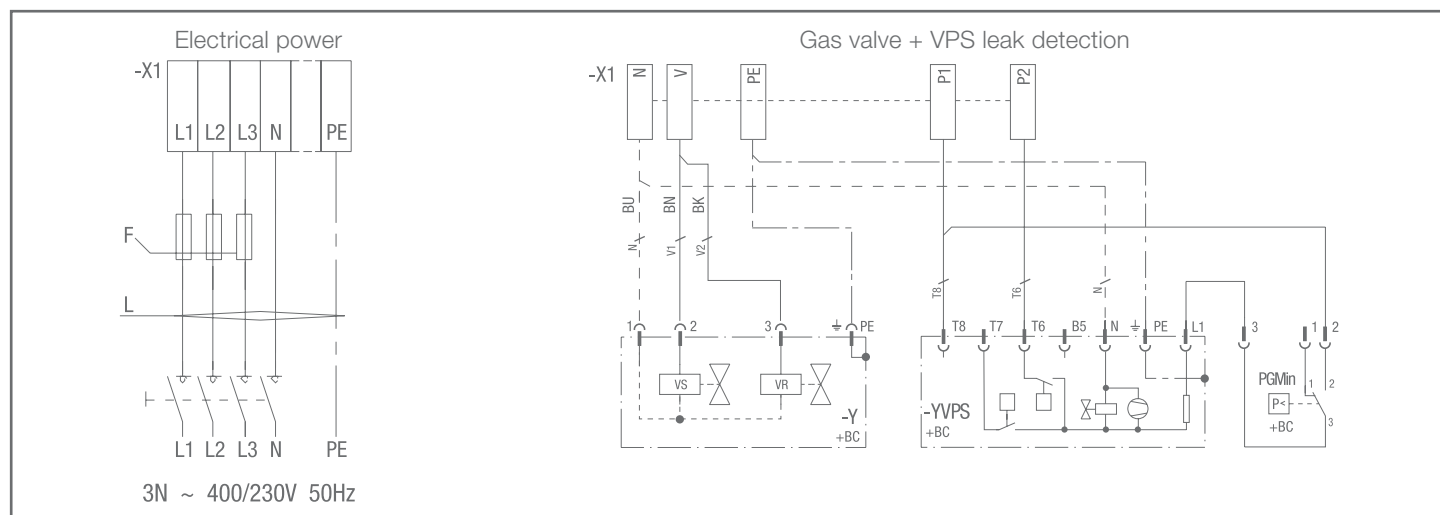 Electrical power
-X1
L1 L2 L3 N PE
F
L
L1 L2 L3 N PE
3N ~ 400/230V 50Hz
Gas valve + VPS leak detection
-X1 N V PE P1 P2
BU BN BK
N V1 V2 T8 T6 N
1 2 3 PE T8 T7 T6 B5 N PE L1 3 1 2
VS VR
-Y
+BC
-YVPS
+BC
PGMin
P<
+BC
1 2
3